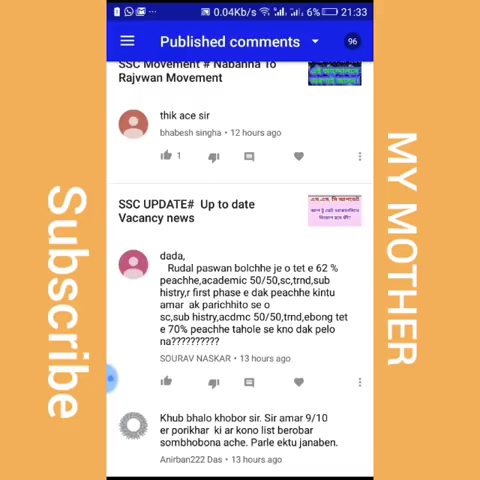 0.04Kb/s 6% 21:33
Published comments 96
SSC Movement # Nabanna To
Rajywan Movement
thik ace sir
bhabesh singha • 12 hours ago
1
SSC UPDATE# Up to date
Vacancy news
dada,
Rudal paswan bolchhe je o tet e 62 %
peachhe,academic 50/50,sc,trnd,sub
histry,r first phase e dak peachhe kintu
amar ak parichhito se o
sc,sub histry,acdmc 50/50,trnd,ebong tet
e 70% peachhe tahole se kno dak pelo
na??????????
SOURAV NASKAR • 13 hours ago
Khub bhalo khobor sir. Sir amar 9/10
er porikhar ki ar kono list berobar
sombhobona ache. Parle ektu janaben.
Anirban222 Das • 13 hours ago
Subscribe
MY MOTHER